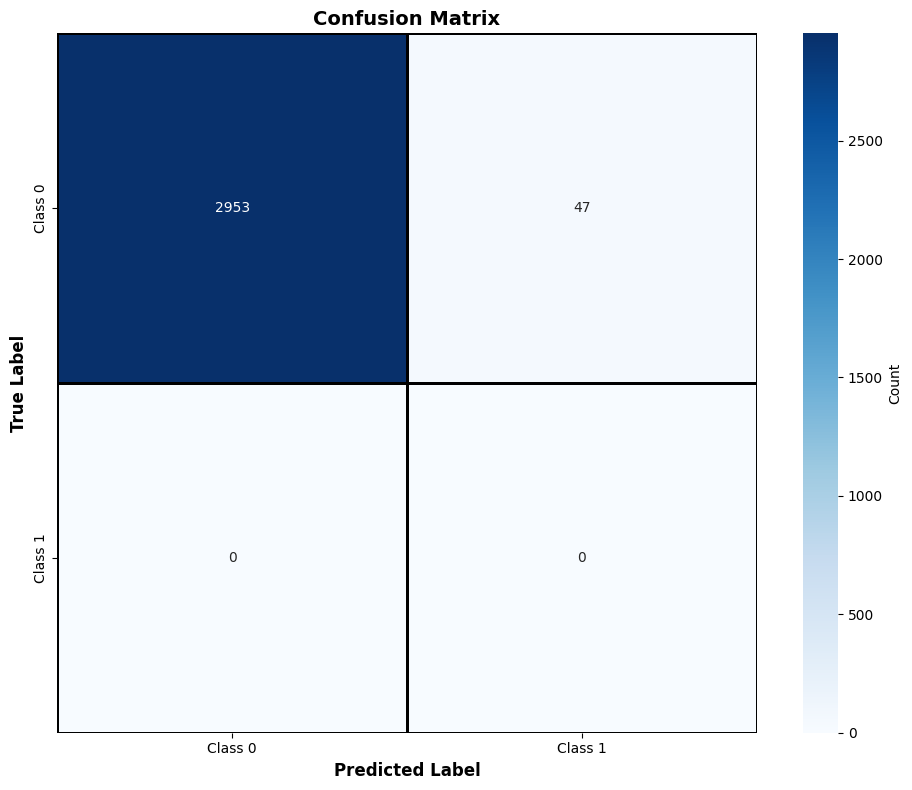 Confusion Matrix
True Label
Class 0
2953
47
Class 1
0
0
Class 0
Class 1
Predicted Label
2500
2000
1500
1000
500
0
Count